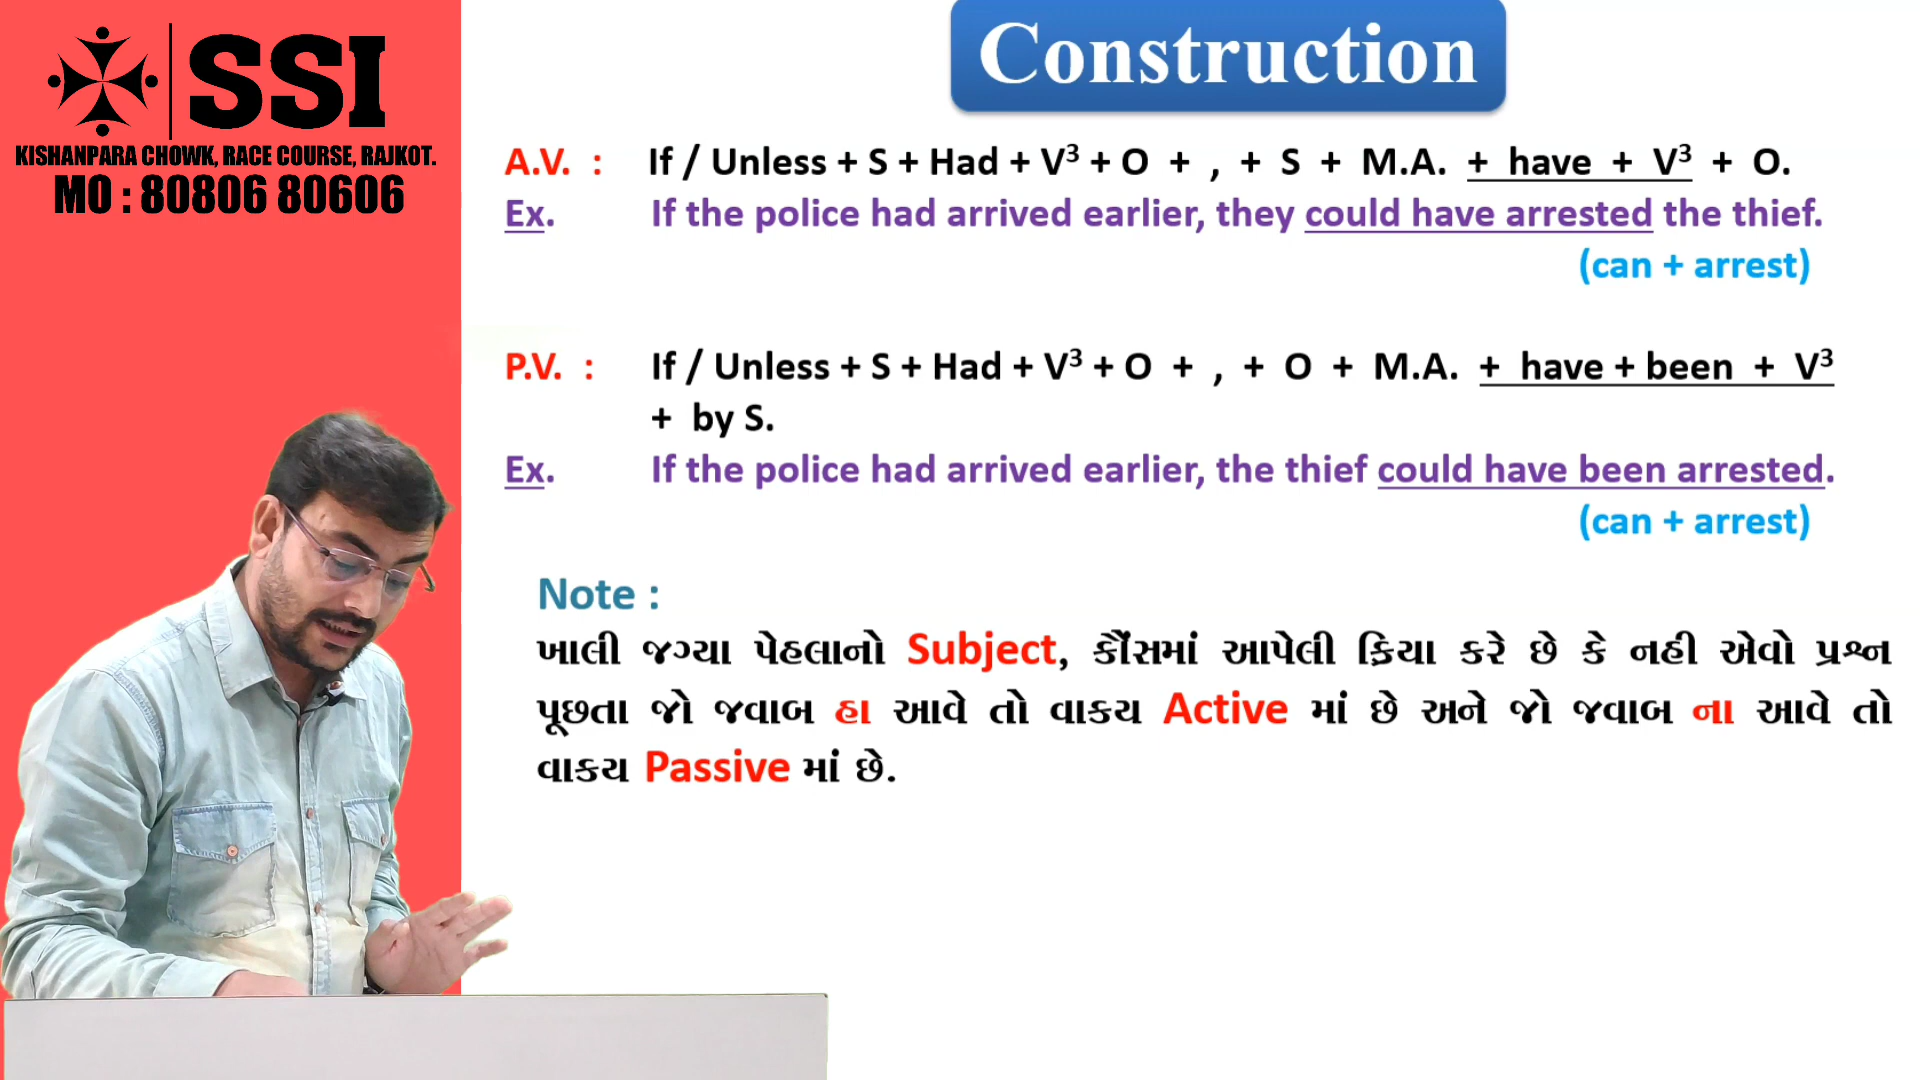 SSI
KISHANPARA CHOWK, RACE COURSE, RAJKOT.
MO : 80806 80606
Construction
A.V. : If / Unless + S + Had + V³ + O + , + S + M.A. + have + V³ + O.
Ex. If the police had arrived earlier, they could have arrested the thief.
(can + arrest)
P.V. : If / Unless + S + Had + V³ + O + , + O + M.A. + have + been + V³
+ by S.
Ex. If the police had arrived earlier, the thief could have been arrested.
(can + arrest)
Note :
ખાલી જગ્યા પેહલાનો Subject, કૌંસમાં આપેલી ક્રિયા કરે છે કે નહી એવો પ્રશ્ન
પૂછતા જો જવાબ હા આવે તો વાક્ય Active માં છે અને જો જવાબ ના આવે તો
વાક્ય Passive માં છે.